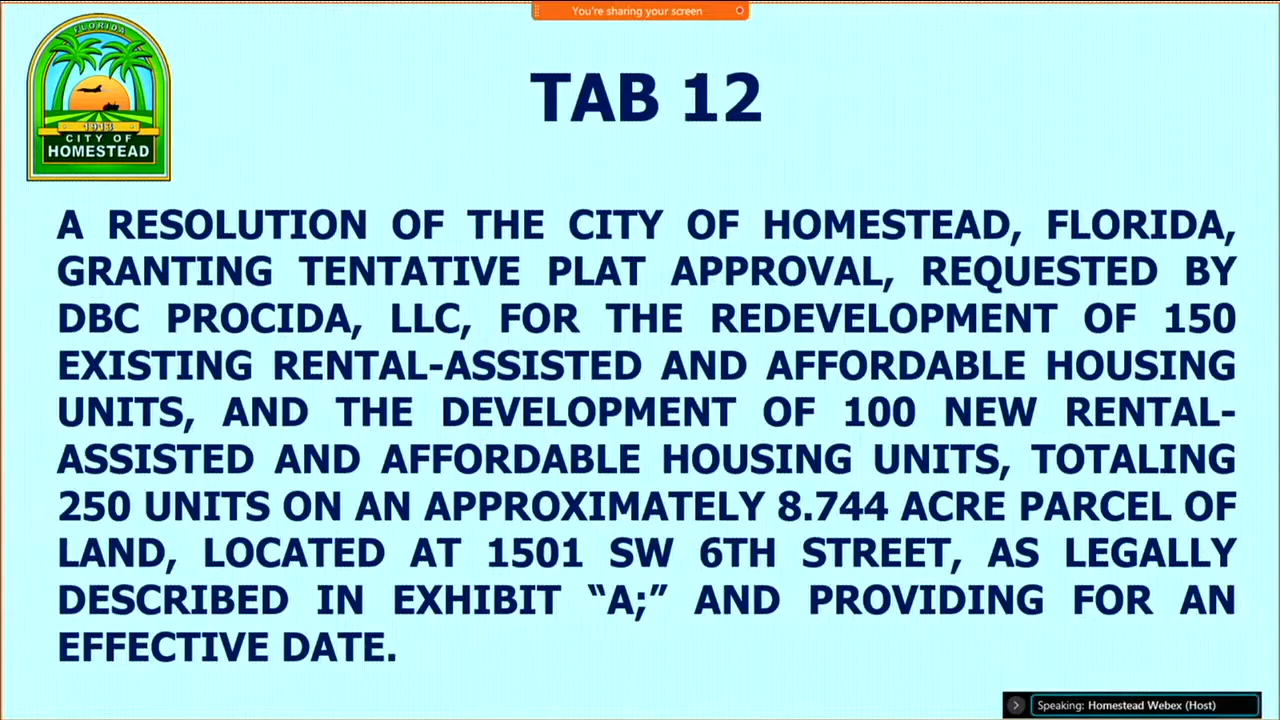 You're sharing your screen
FLORIDA
1913
CITY OF
HOMESTEAD
TAB 12
A RESOLUTION OF THE CITY OF HOMESTEAD, FLORIDA,
GRANTING TENTATIVE PLAT APPROVAL, REQUESTED BY
DBC PROCIDA, LLC, FOR THE REDEVELOPMENT OF 150
EXISTING RENTAL-ASSISTED AND AFFORDABLE HOUSING
UNITS, AND THE DEVELOPMENT OF 100 NEW RENTAL-
ASSISTED AND AFFORDABLE HOUSING UNITS, TOTALING
250 UNITS ON AN APPROXIMATELY 8.744 ACRE PARCEL OF
LAND, LOCATED AT 1501 SW 6TH STREET, AS LEGALLY
DESCRIBED IN EXHIBIT “A;” AND PROVIDING FOR AN
EFFECTIVE DATE.
Speaking: Homestead Webex (Host)